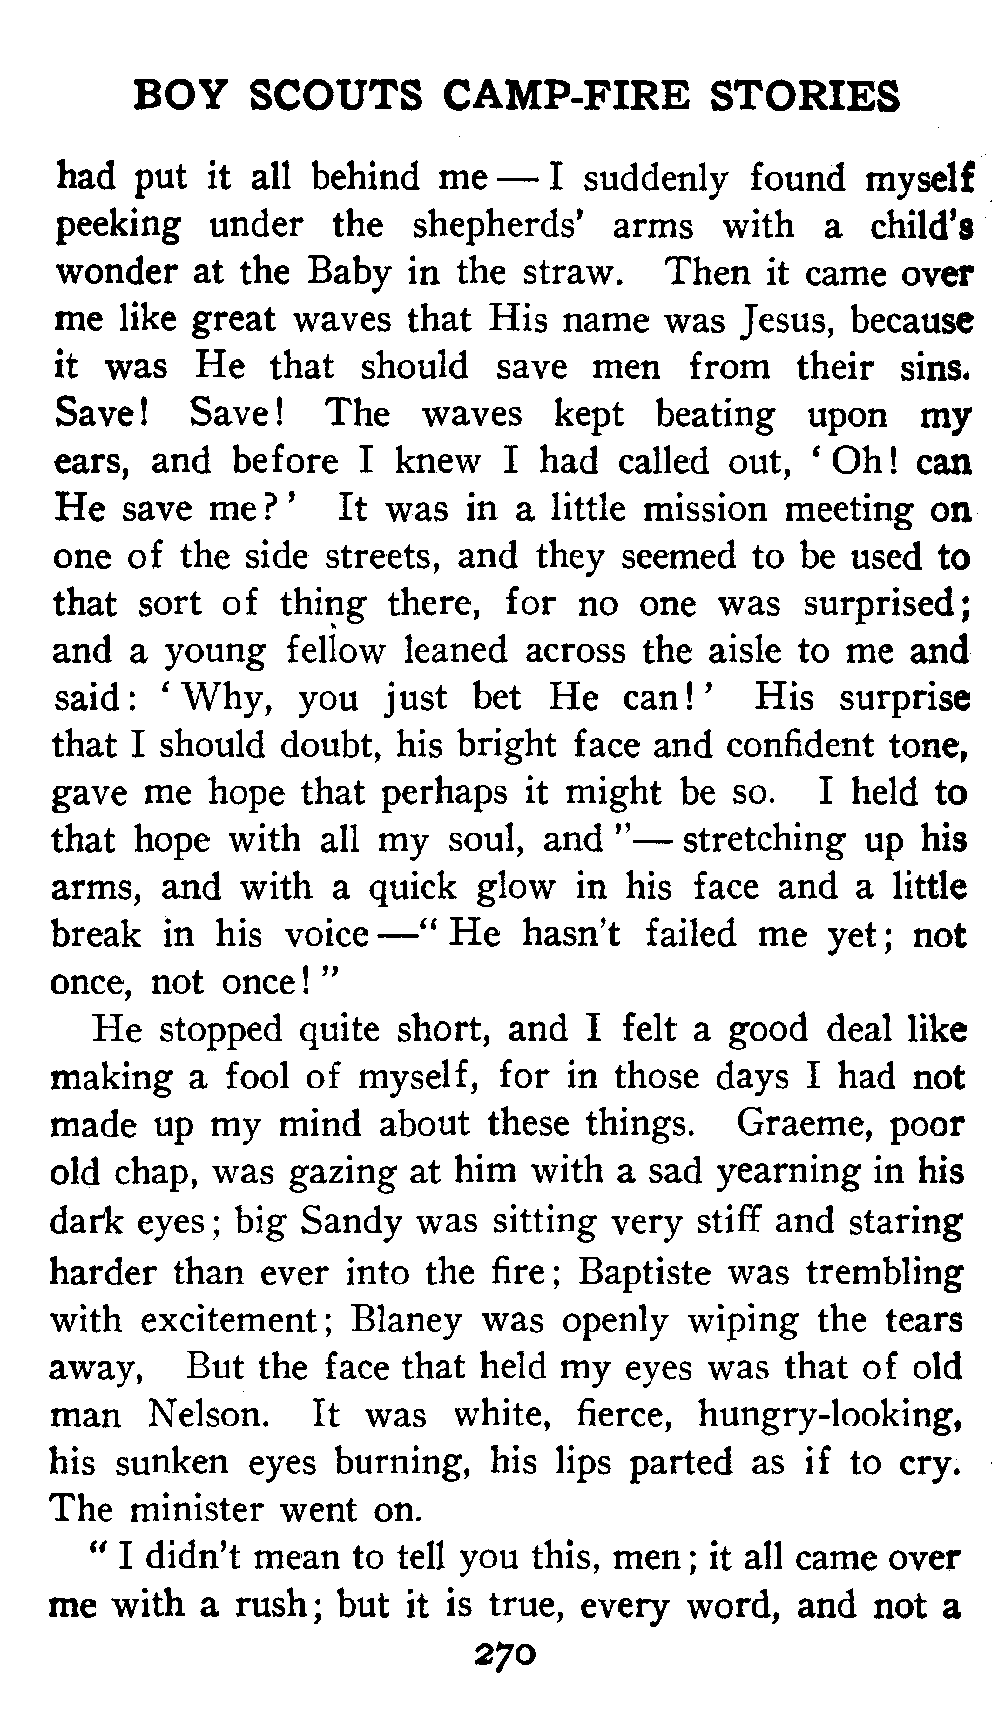 BOY SCOUTS CAMP-FIRE STORIES
had put it all behind me — I suddenly found myself
peeking under the shepherds' arms with a child's
wonder at the Baby in the straw. Then it came over
me like great waves that His name was Jesus, because
it was He that should save men from their sins.
Save! Save! The waves kept beating upon my
ears, and before I knew I had called out, ‘Oh! can
He save me?’ It was in a little mission meeting on
one of the side streets, and they seemed to be used to
that sort of thing there, for no one was surprised;
and a young fellow leaned across the aisle to me and
said: ‘Why, you just bet He can!’ His surprise
that I should doubt, his bright face and confident tone,
gave me hope that perhaps it might be so. I held to
that hope with all my soul, and ”— stretching up his
arms, and with a quick glow in his face and a little
break in his voice —“ He hasn't failed me yet; not
once, not once!”
He stopped quite short, and I felt a good deal like
making a fool of myself, for in those days I had not
made up my mind about these things. Graeme, poor
old chap, was gazing at him with a sad yearning in his
dark eyes; big Sandy was sitting very stiff and staring
harder than ever into the fire; Baptiste was trembling
with excitement; Blaney was openly wiping the tears
away, But the face that held my eyes was that of old
man Nelson. It was white, fierce, hungry-looking,
his sunken eyes burning, his lips parted as if to cry.
The minister went on.
“ I didn't mean to tell you this, men; it all came over
me with a rush; but it is true, every word, and not a
270